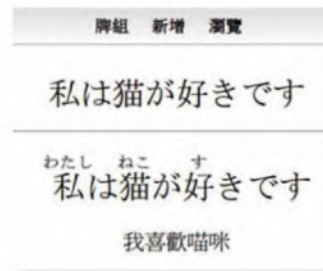 牌組 新增 瀏覽
私は猫が好きです
わたし ねこ す
私は猫が好きです
我喜歡喵咪